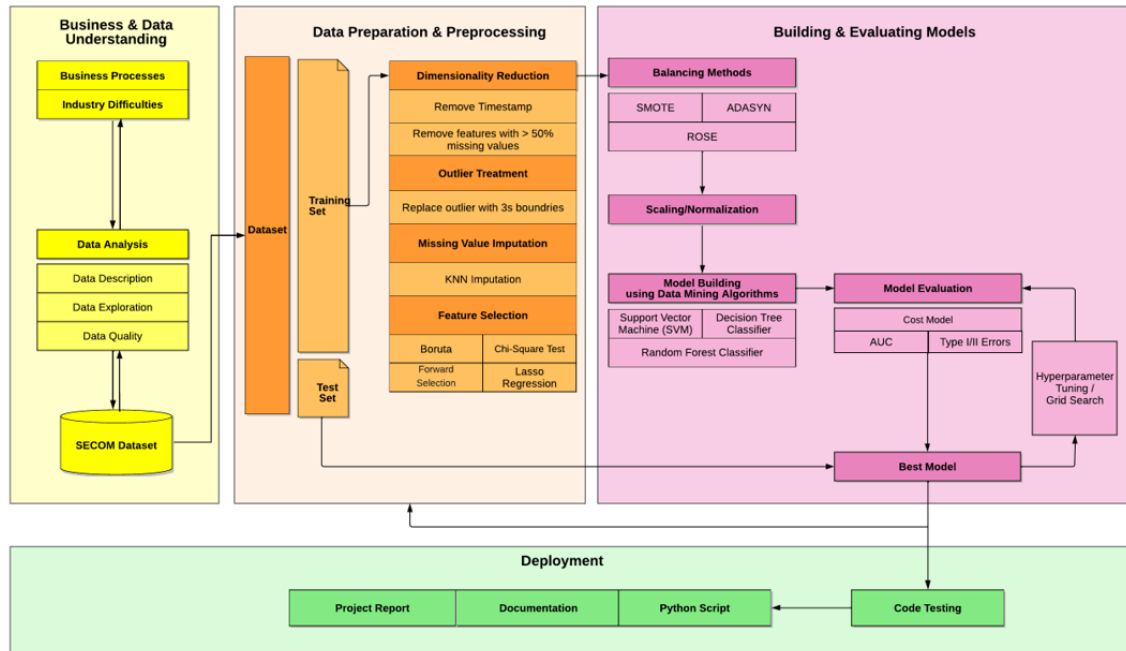 Business & Data
Understanding
Business Processes
Industry Difficulties
Data Analysis
Data Description
Data Exploration
Data Quality
SECOM Dataset
Data Preparation & Preprocessing
Dataset
Training
Set
Test
Set
Dimensionality Reduction
Remove Timestamp
Remove features with > 50%
missing values
Outlier Treatment
Replace outlier with 3s boundries
Missing Value Imputation
KNN Imputation
Feature Selection
Boruta
Chi-Square Test
Forward
Selection
Lasso
Regression
Building & Evaluating Models
Balancing Methods
SMOTE
ADASYN
ROSE
Scaling/Normalization
Model Building
using Data Mining Algorithms
Support Vector
Machine (SVM)
Decision Tree
Classifier
Random Forest Classifier
Model Evaluation
Cost Model
AUC
Type I/II Errors
Hyperparameter
Tuning /
Grid Search
Best Model
Deployment
Project Report
Documentation
Python Script
Code Testing